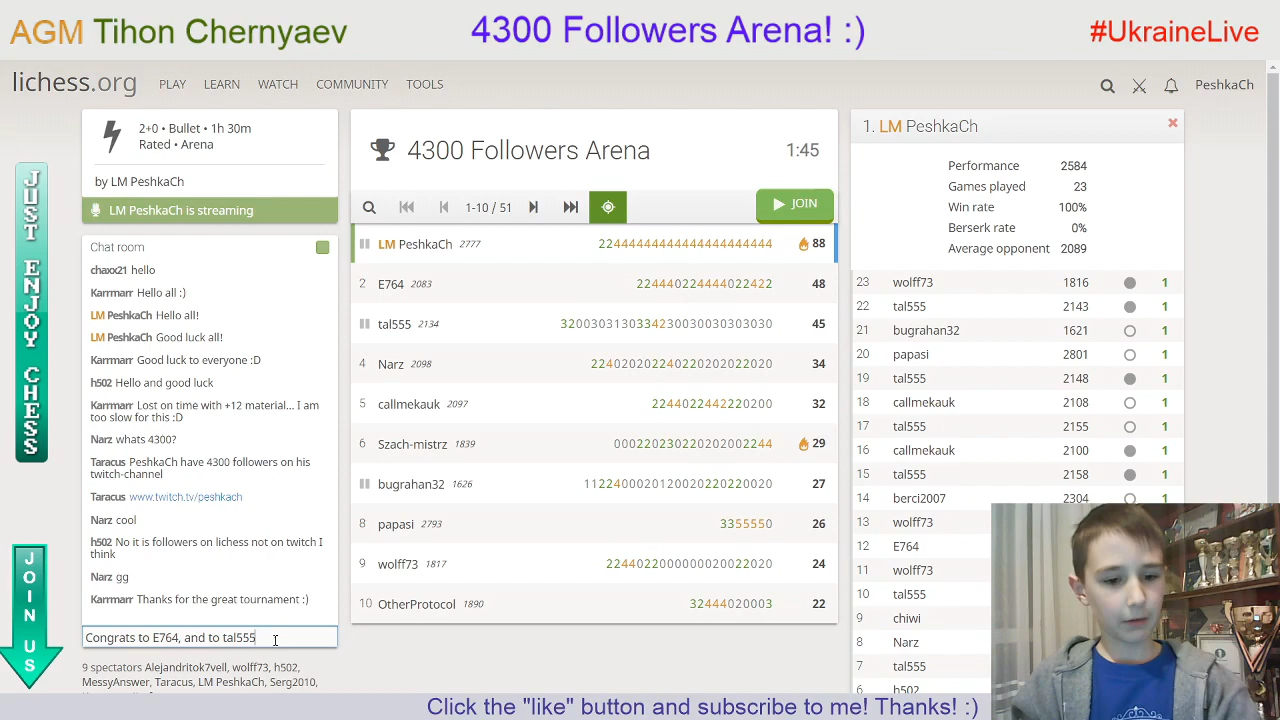 AGM Tihon Chernyaev
4300 Followers Arena! :)
#UkraineLive
lichess.org
PLAY LEARN WATCH COMMUNITY TOOLS
PeshkaCh
JUST ENJOY CHESS
JOIN US
2+0 • Bullet • 1h 30m
Rated • Arena
by LM PeshkaCh
LM PeshkaCh is streaming
Chat room
chaxx21 hello
Karrmarr Hello all :)
LM PeshkaCh Hello all!
LM PeshkaCh Good luck all!
Karrmarr Good luck to everyone :D
h502 Hello and good luck
Karrmarr Lost on time with +12 material... I am
too slow for this :D
Narz whats 4300?
Taracus PeshkaCh have 4300 followers on his
twitch-channel
Taracus www.twitch.tv/peshkach
Narz cool
h502 No it is followers on lichess not on twitch I
think
Narz gg
Karrmarr Thanks for the great tournament :)
Congrats to E764, and to tal555
9 spectators Alejandritok7vell, wolff73, h502,
MessyAnswer, Taracus, LM PeshkaCh, Serg2010,
4300 Followers Arena 1:45
1-10 / 51 JOIN
LM PeshkaCh 2777 22444444444444444444444 88
2 E764 2083 22444022444402 2422 48
tal555 2134 45
4 Narz 2098 34
5 callmekauk 2097 2244022442220200 32
6 Szach-mistrz 1839 29
bugrahan32 1626 27
8 papasi 2793 3355550 26
9 wolff73 1817 24
10 OtherProtocol 1890 32444020003 22
1. LM PeshkaCh
Performance 2584
Games played 23
Win rate 100%
Berserk rate 0%
Average opponent 2089
23 wolff73 1816 1
22 tal555 2143 1
21 bugrahan32 1621 1
20 papasi 2801 1
19 tal555 2148 1
18 callmekauk 2108 1
17 tal555 2155 1
16 callmekauk 2100 1
15 tal555 2158 1
14 berci2007 2304 1
13 wolff73
12 E764
11 wolff73
10 tal555
9 chiwi
8 Narz
7 tal555
6 h502
Click the "like" button and subscribe to me! Thanks! :)